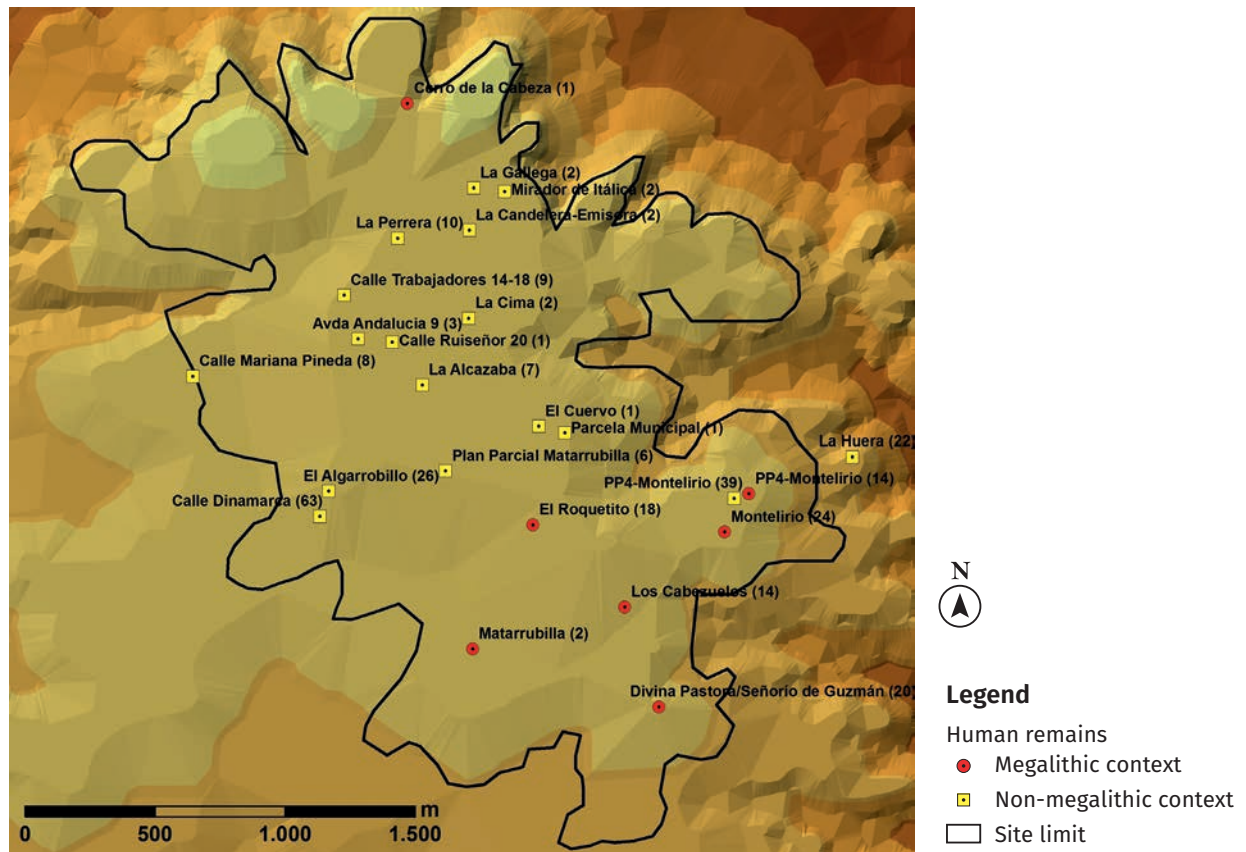 Cerro de la Cabeza (1)
La Gallega (2)
Mirador de Itálica (2)
La Candelera-Emisora (2)
La Perrera (10)
Calle Trabajadores 14-18 (9)
La Cima (2)
Avda Andalucia 9 (3)
Calle Ruiseñor 20 (1)
Calle Mariana Pineda (8)
La Alcazaba (7)
El Cuervo (1)
Parcela Municipal (1)
La Huera (22)
Plan Parcial Matarrubilla (6)
El Algarrobillo (26)
PP4-Montelirio (14)
PP4-Montelirio (39)
Calle Dinamarca (63)
El Roquetito (18)
Montelirio (24)
Los Cabezuelos (14)
Matarrubilla (2)
Divina Pastora/Señorio de Guzmán (20)
m
0 500 1.000 1.500
N
Legend
Human remains
Megalithic context
Non-megalithic context
Site limit